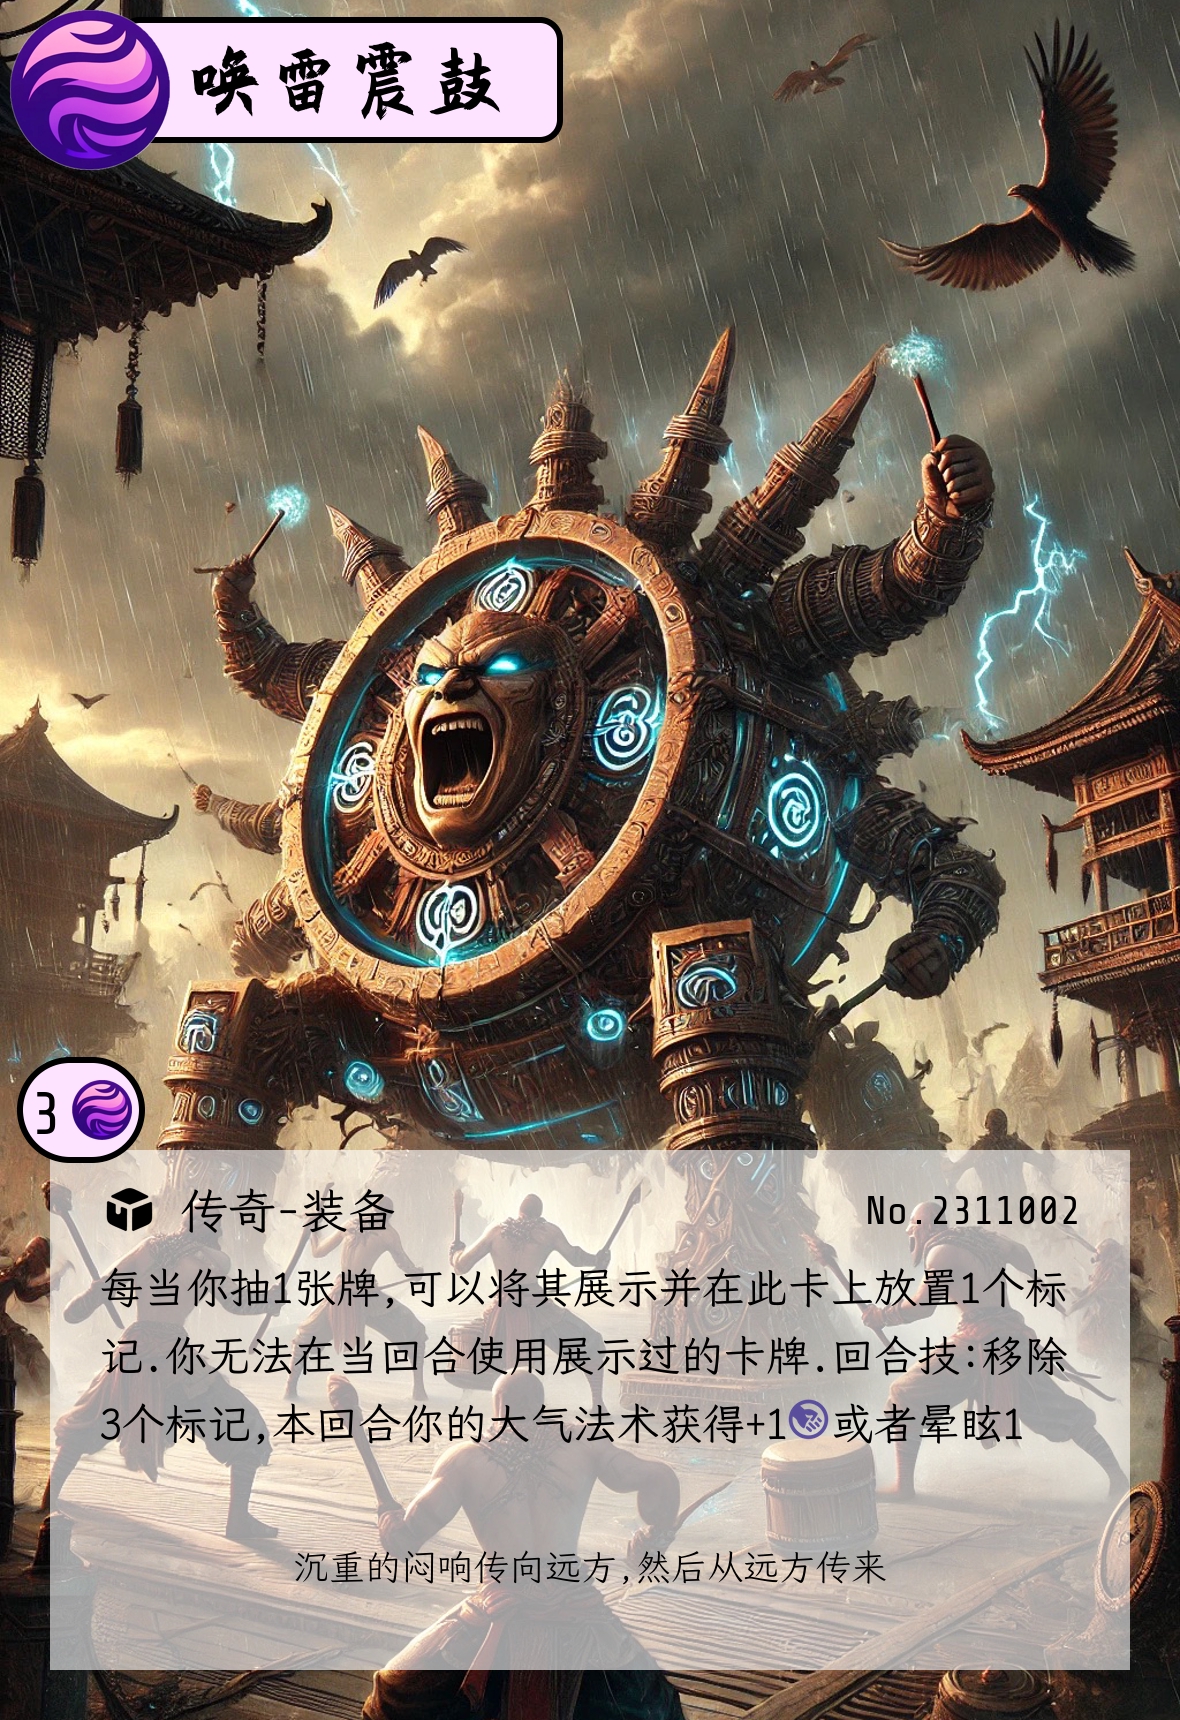 唤雷震鼓
3
传奇-装备
No.2311002
每当你抽1张牌,可以将其展示并在此卡上放置1个标
记.你无法在当回合使用展示过的卡牌.回合技:移除
3个标记,本回合你的大气法术获得+1或者晕眩1
沉重的闷响传向远方,然后从远方传来